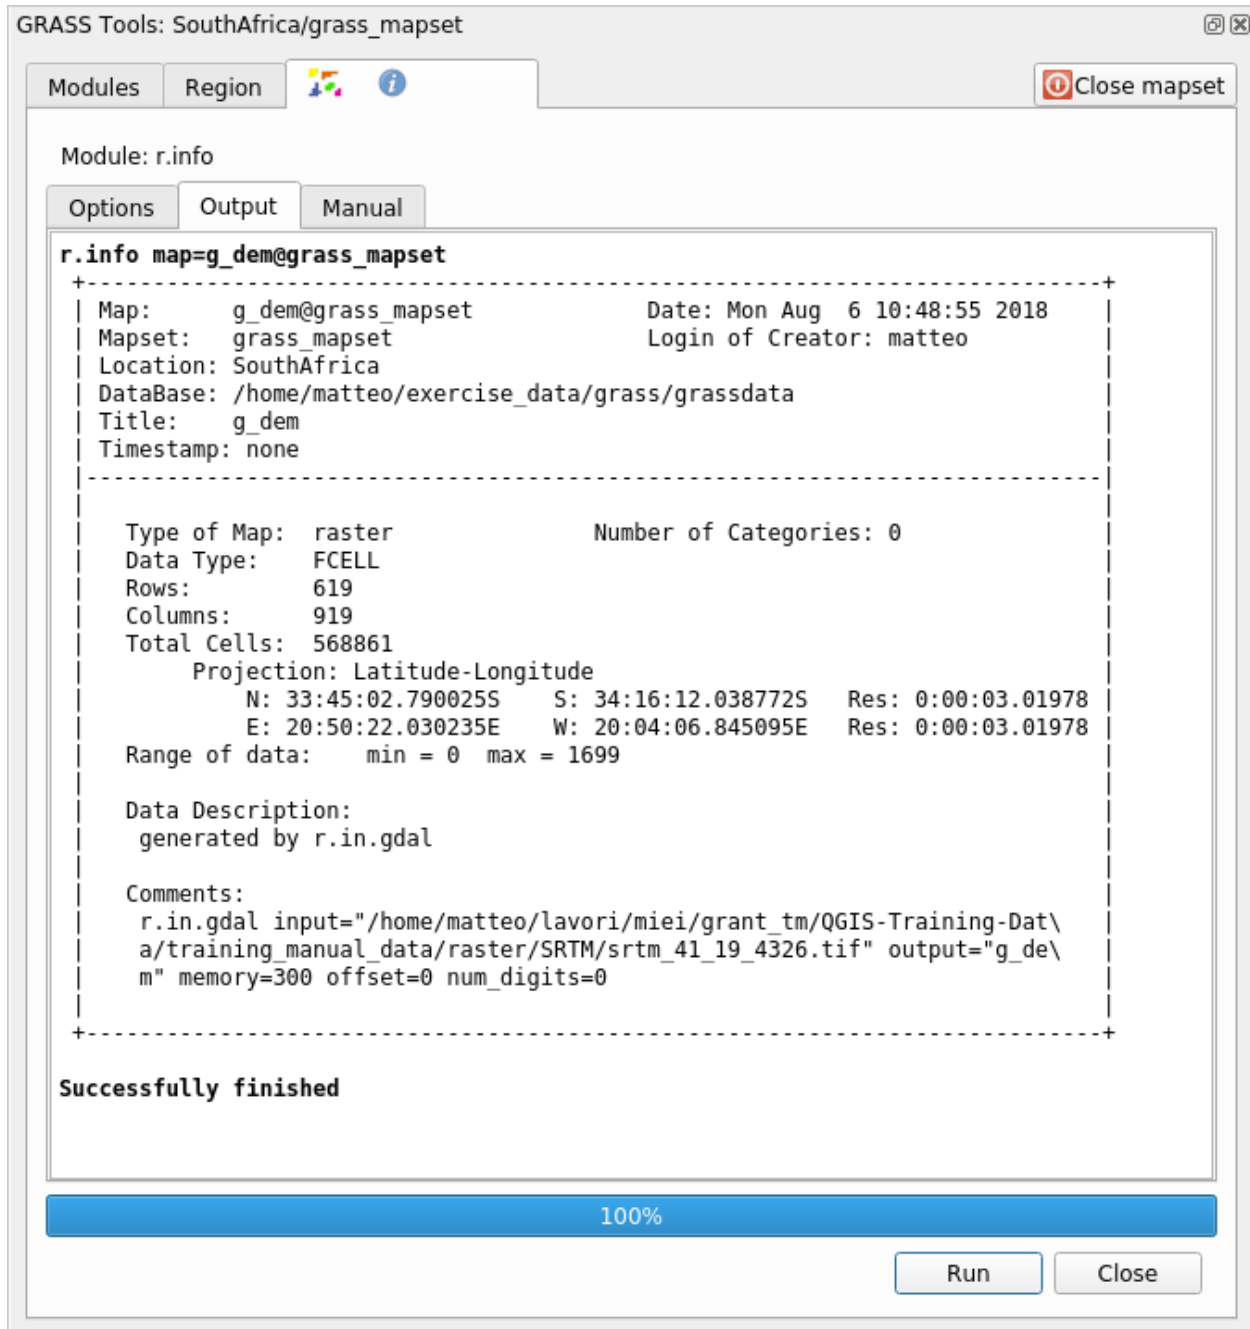 GRASS Tools: SouthAfrica/grass_mapset
Modules Region Close mapset
Module: r.info
Options Output Manual
r.info map=g_dem@grass_mapset
+----------------------------------------------------------------------------+
| Map:      g_dem@grass_mapset             Date: Mon Aug  6 10:48:55 2018    |
| Mapset:   grass_mapset                   Login of Creator: matteo          |
| Location: SouthAfrica                                                      |
| DataBase: /home/matteo/exercise_data/grass/grassdata                       |
| Title:    g_dem                                                            |
| Timestamp: none                                                            |
|----------------------------------------------------------------------------|
|                                                                            |
|   Type of Map:  raster               Number of Categories: 0               |
|   Data Type:    FCELL                                                      |
|   Rows:         619                                                        |
|   Columns:      919                                                        |
|   Total Cells:  568861                                                     |
|        Projection: Latitude-Longitude                                      |
|            N: 33:45:02.790025S    S: 34:16:12.038772S   Res: 0:00:03.01978 |
|            E: 20:50:22.030235E    W: 20:04:06.845095E   Res: 0:00:03.01978 |
|   Range of data:    min = 0  max = 1699                                    |
|                                                                            |
|   Data Description:                                                        |
|    generated by r.in.gdal                                                  |
|                                                                            |
|   Comments:                                                                |
|    r.in.gdal input="/home/matteo/lavori/miei/grant_tm/QGIS-Training-Dat\   |
|    a/training_manual_data/raster/SRTM/srtm_41_19_4326.tif" output="g_de\   |
|    m" memory=300 offset=0 num_digits=0                                     |
|                                                                            |
+----------------------------------------------------------------------------+
Successfully finished
100%
Run Close